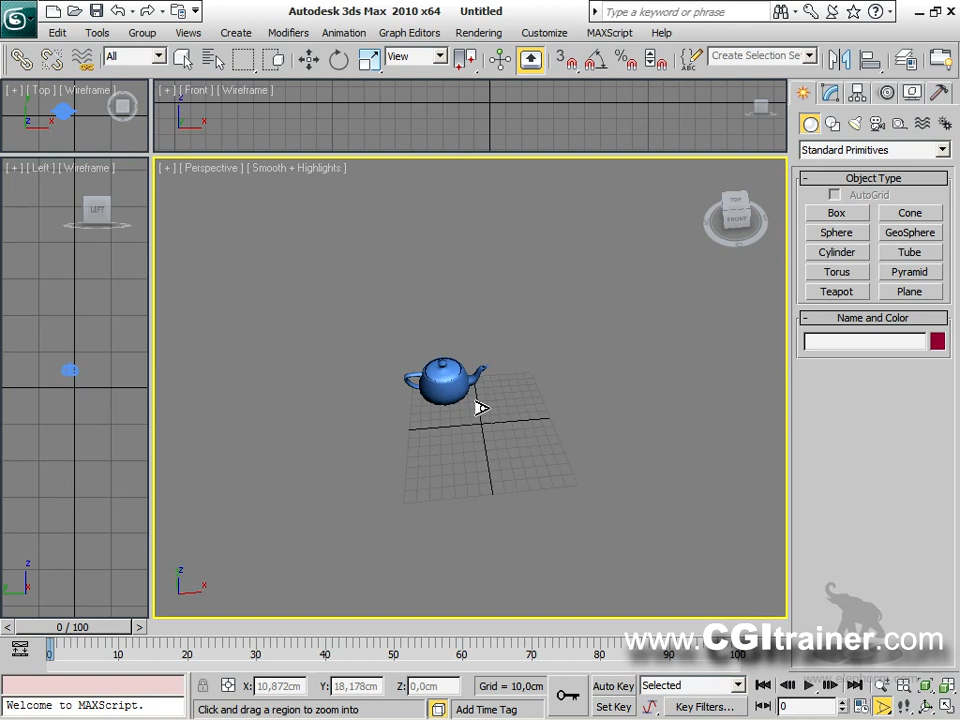 Autodesk 3ds Max 2010 x64 Untitled
Type a keyword or phrase
Edit Tools Group Views Create Modifiers Animation Graph Editors Rendering Customize MAXScript Help
All
View
3
ABC
Create Selection Se
[ + ] [ Top ] [ Wireframe ]
[ + ] [ Front ] [ Wireframe ]
z x
z x
Standard Primitives
[ + ] [ Left ] [ Wireframe ]
[ + ] [ Perspective ] [ Smooth + Highlights ]
- Object Type
AutoGrid
LEFT
TOP
FRONT
Box Cone
Sphere GeoSphere
Cylinder Tube
Torus Pyramid
Teapot Plane
- Name and Color
z
y x
z
x
< 0 / 100 >
0 10 20 30 40 50 60 70 80 90 100
www.CGItrainer.com
X: 10,872cm Y: 18,178cm Z: 0,0cm Grid = 10,0cm
Auto Key Selected
Welcome to MAXScript.
Click and drag a region to zoom into
Add Time Tag
Set Key Key Filters... 0